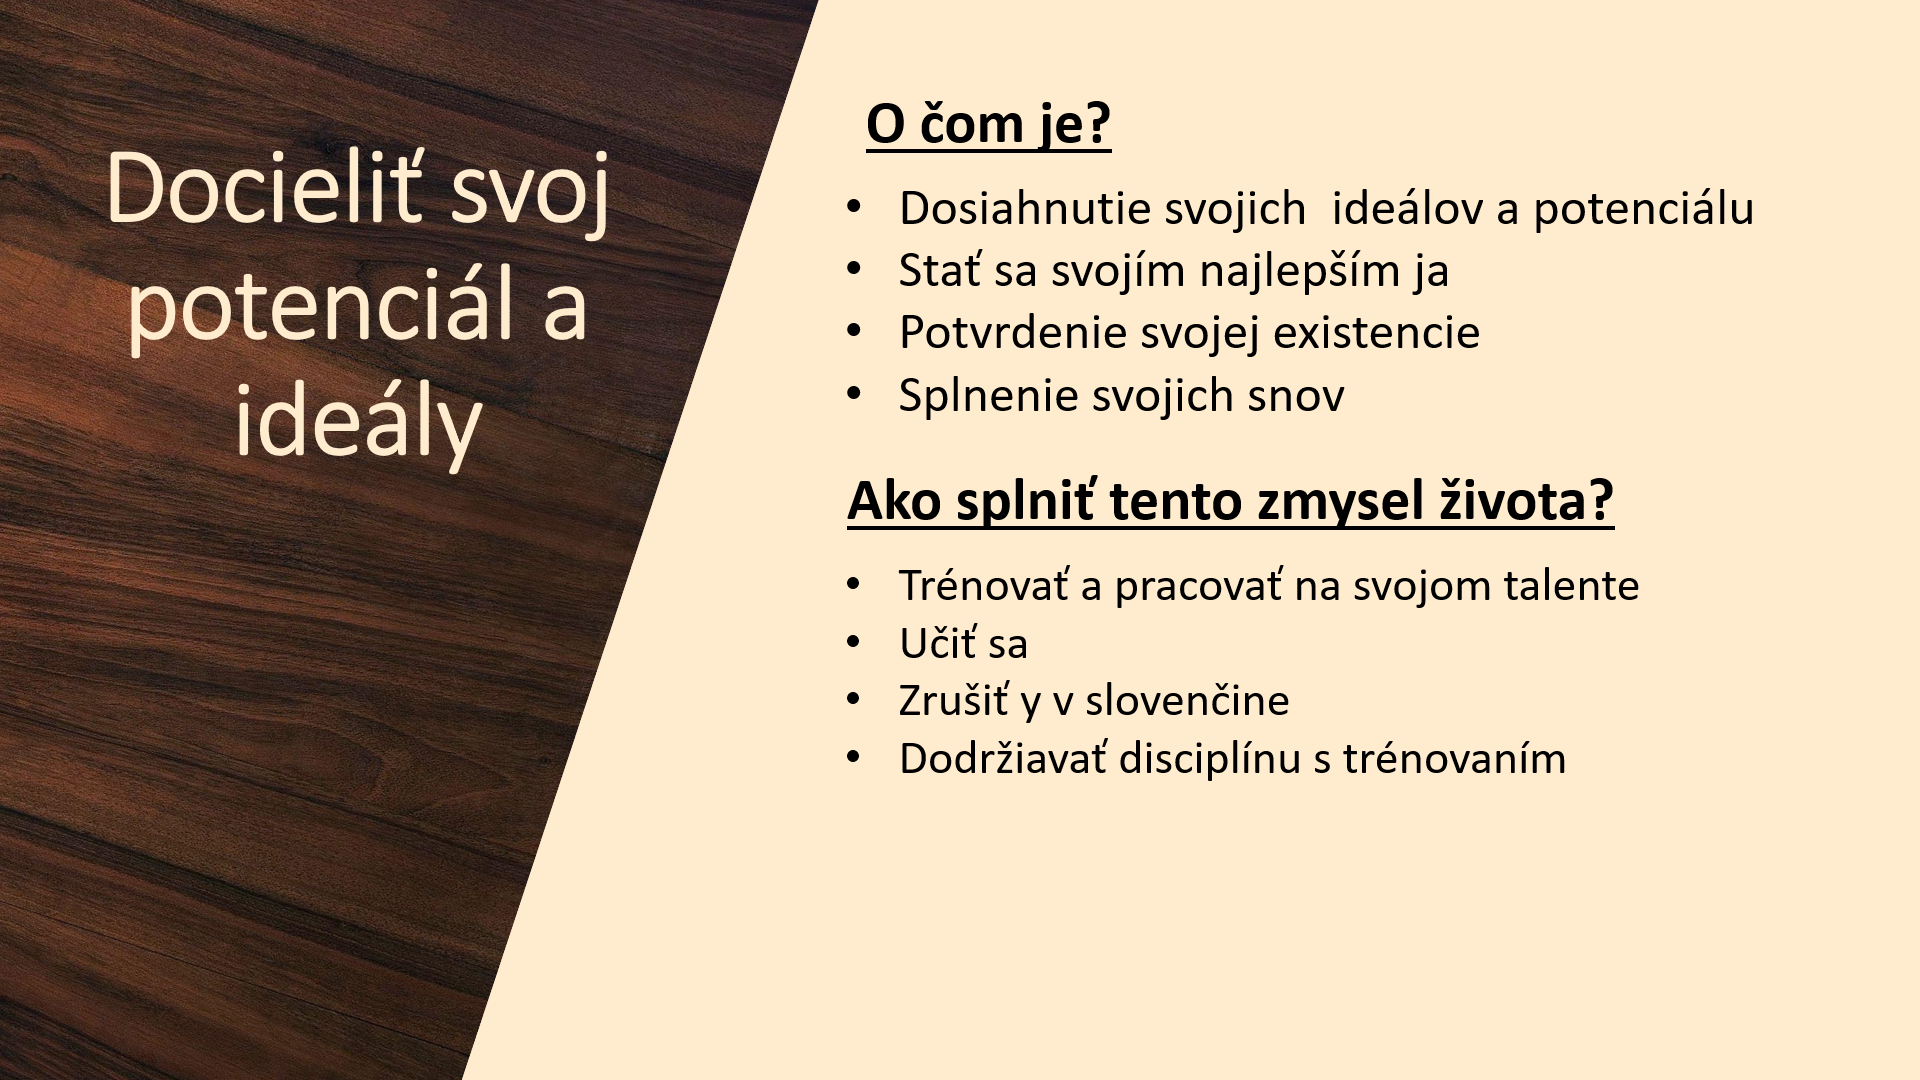 Docieliť svoj
potenciál a
ideály
O čom je?
• Dosiahnutie svojich  ideálov a potenciálu
• Stať sa svojím najlepším ja
• Potvrdenie svojej existencie
• Splnenie svojich snov
Ako splniť tento zmysel života?
• Trénovať a pracovať na svojom talente
• Učiť sa
• Zrušiť y v slovenčine
• Dodržiavať disciplínu s trénovaním